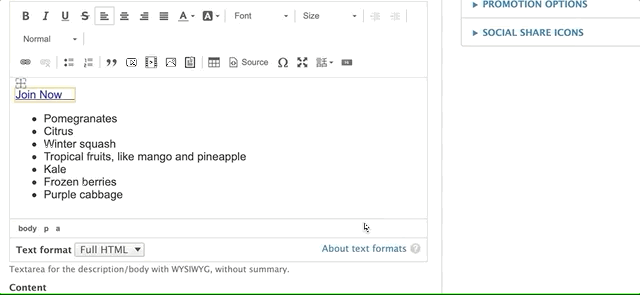 B I U S A A Font Size
PROMOTION OPTIONS
SOCIAL SHARE ICONS
Normal
Source Ω
Join Now
Pomegranates
Citrus
Winter squash
Tropical fruits, like mango and pineapple
Kale
Frozen berries
Purple cabbage
body p a
Text format Full HTML About text formats ?
Textarea for the description/body with WYSIWYG, without summary.
Content